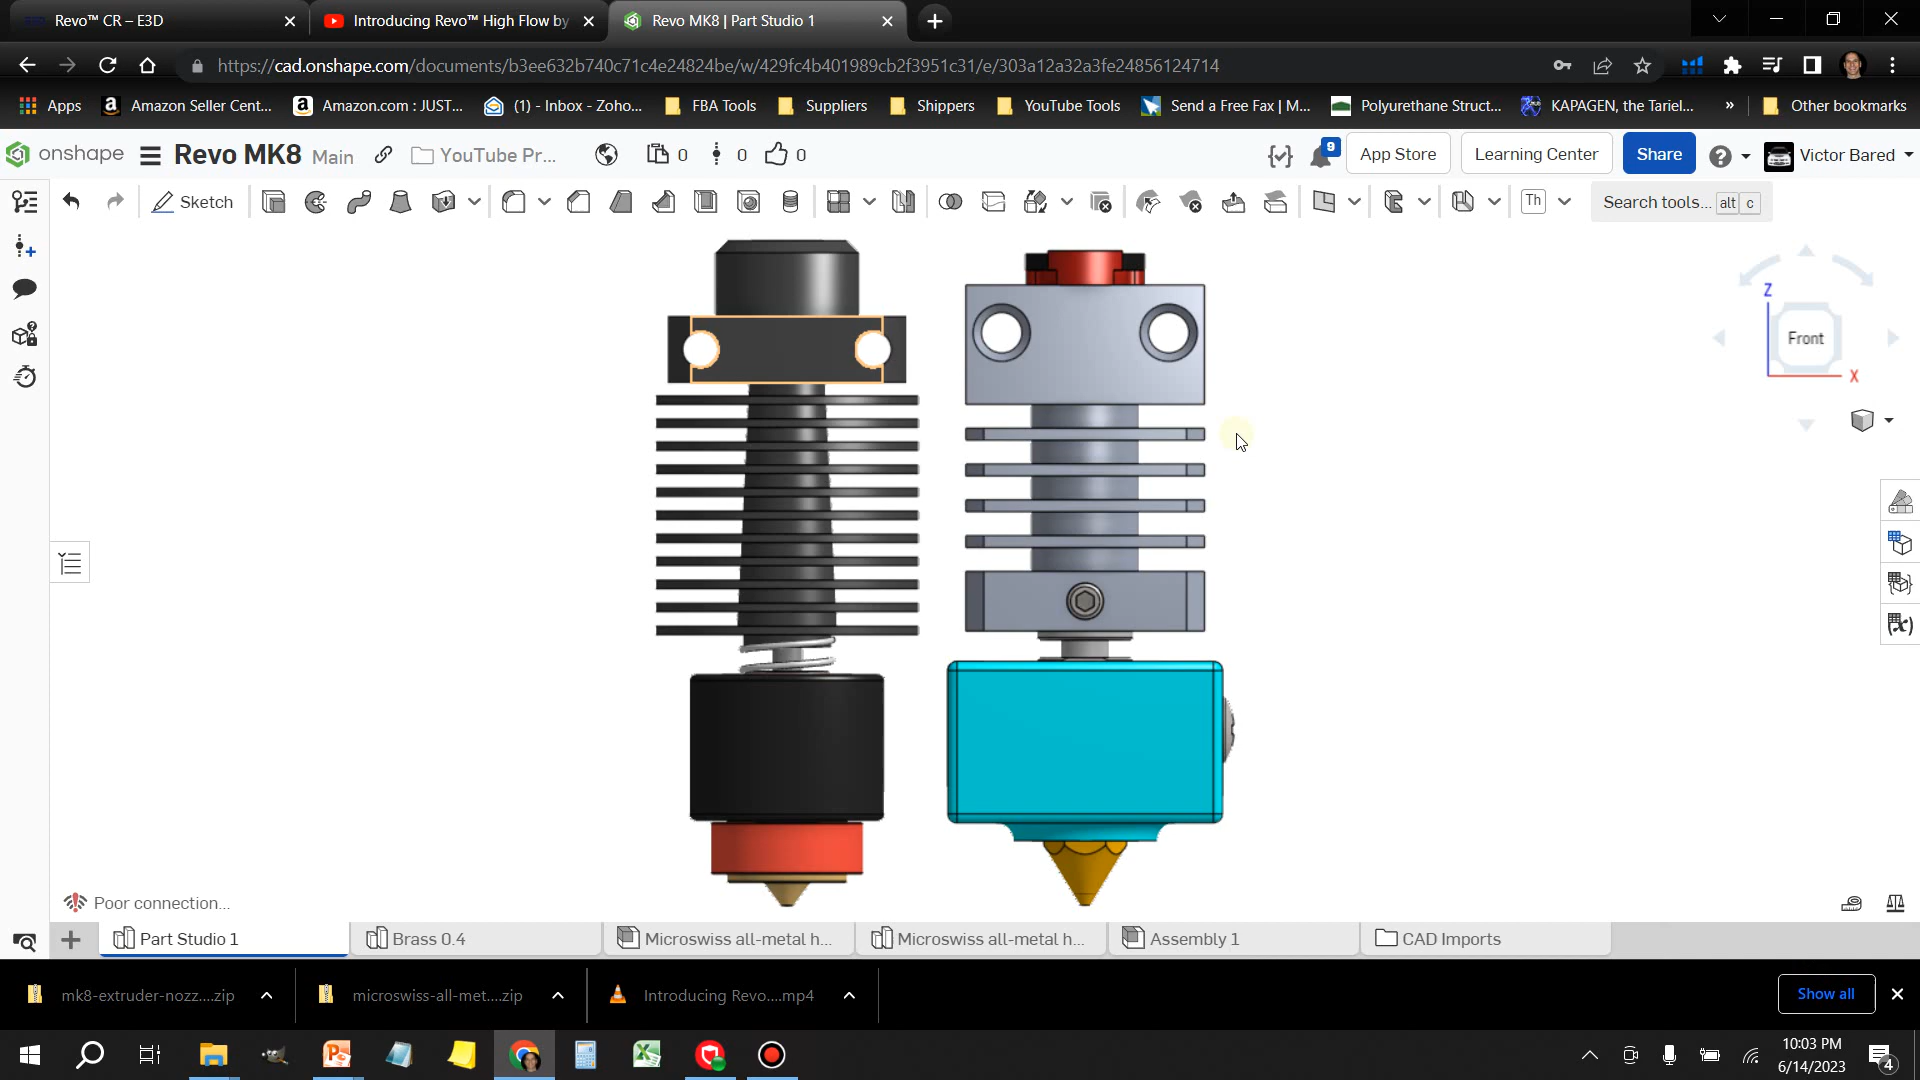 Revo™ CR – E3D
Introducing Revo™ High Flow by
Revo MK8 | Part Studio 1
https://cad.onshape.com/documents/b3ee632b740c71c4e24824be/w/429fc4b401989cb2f3951c31/e/303a12a32a3fe24856124714
Apps
Amazon Seller Cent...
Amazon.com : JUST...
(1) - Inbox - Zoho...
FBA Tools
Suppliers
Shippers
YouTube Tools
Send a Free Fax | M...
Polyurethane Struct...
KAPAGEN, the Tariel...
»
Other bookmarks
onshape
Revo MK8 Main
YouTube Pr...
0
0
0
9
App Store
Learning Center
Share
Victor Bared
Sketch
Th
Search tools... alt c
Z
Front
X
(x)
Poor connection...
Part Studio 1
Brass 0.4
Microswiss all-metal h...
Microswiss all-metal h...
Assembly 1
CAD Imports
mk8-extruder-nozz....zip
microswiss-all-met....zip
Introducing Revo....mp4
Show all
10:03 PM
6/14/2023
4